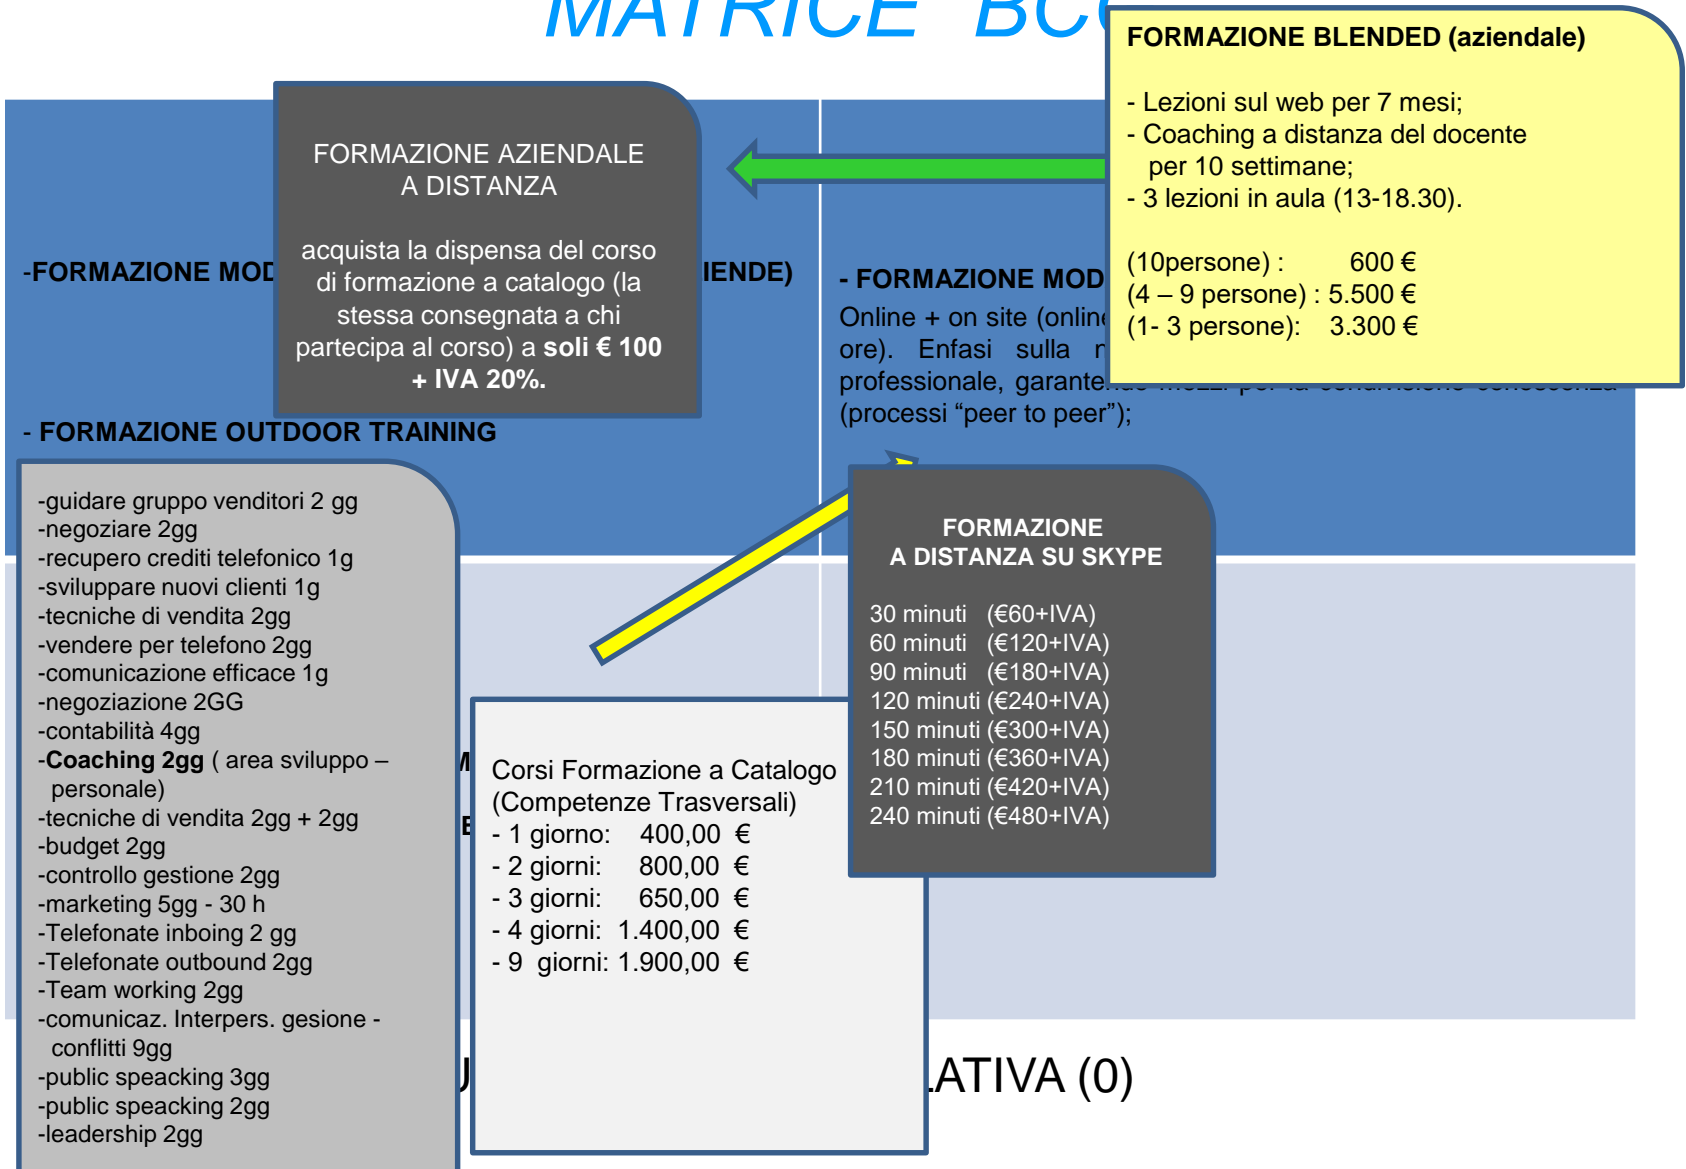 MATRICE BC
FORMAZIONE BLENDED (aziendale)
- Lezioni sul web per 7 mesi;
- Coaching a distanza del docente
per 10 settimane;
- 3 lezioni in aula (13-18.30).
(10persone) : 600 €
(4 – 9 persone) : 5.500 €
(1- 3 persone): 3.300 €
FORMAZIONE AZIENDALE
A DISTANZA
acquista la dispensa del corso
di formazione a catalogo (la
stessa consegnata a chi
partecipa al corso) a soli € 100
+ IVA 20%.
-FORMAZIONE MOD IENDE)
- FORMAZIONE OUTDOOR TRAINING
- FORMAZIONE MOD
Online + on site (online
ore). Enfasi sulla
professionale, garantendo mezzi per la condivisione conoscenza
(processi “peer to peer”);
-guidare gruppo venditori 2 gg
-negoziare 2gg
-recupero crediti telefonico 1g
-sviluppare nuovi clienti 1g
-tecniche di vendita 2gg
-vendere per telefono 2gg
-comunicazione efficace 1g
-negoziazione 2GG
-contabilità 4gg
-Coaching 2gg ( area sviluppo –
personale)
-tecniche di vendita 2gg + 2gg
-budget 2gg
-controllo gestione 2gg
-marketing 5gg - 30 h
-Telefonate inboing 2 gg
-Telefonate outbound 2gg
-Team working 2gg
-comunicaz. Interpers. gesione -
conflitti 9gg
-public speacking 3gg
-public speacking 2gg
-leadership 2gg
Corsi Formazione a Catalogo
(Competenze Trasversali)
- 1 giorno: 400,00 €
- 2 giorni: 800,00 €
- 3 giorni: 650,00 €
- 4 giorni: 1.400,00 €
- 9 giorni: 1.900,00 €
FORMAZIONE
A DISTANZA SU SKYPE
30 minuti (€60+IVA)
60 minuti (€120+IVA)
90 minuti (€180+IVA)
120 minuti (€240+IVA)
150 minuti (€300+IVA)
180 minuti (€360+IVA)
210 minuti (€420+IVA)
240 minuti (€480+IVA)
LATIVA (0)